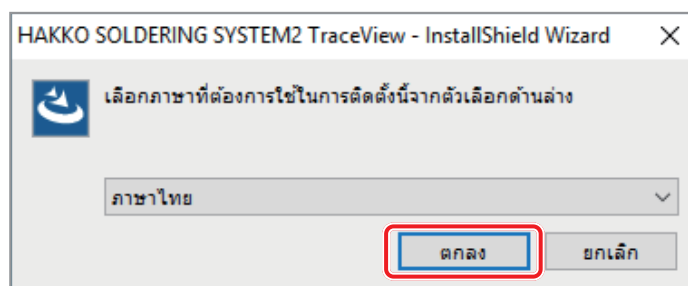 HAKKO SOLDERING SYSTEM2 TraceView - InstallShield Wizard
เลือกภาษาที่ต้องการใช้ในการติดตั้งนี้จากตัวเลือกด้านล่าง
ภาษาไทย
ตกลง ยกเลิก